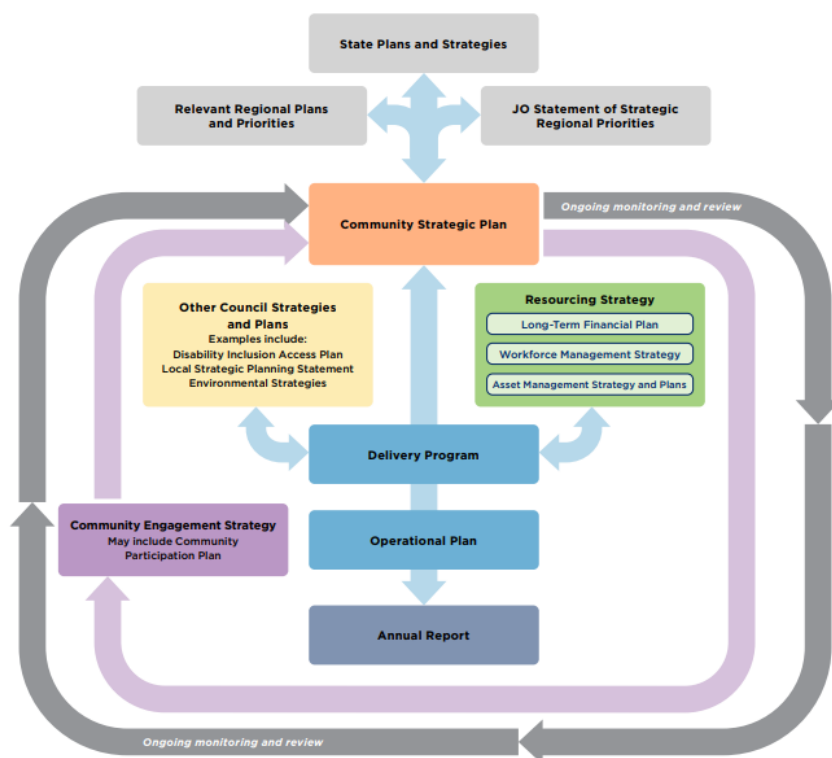 State Plans and Strategies
Relevant Regional Plans
and Priorities
JO Statement of Strategic
Regional Priorities
Community Strategic Plan
Ongoing monitoring and review
Other Council Strategies
and Plans
Examples include:
Disability Inclusion Access Plan
Local Strategic Planning Statement
Environmental Strategies
Resourcing Strategy
Long-Term Financial Plan
Workforce Management Strategy
Asset Management Strategy and Plans
Delivery Program
Community Engagement Strategy
May include Community
Participation Plan
Operational Plan
Annual Report
Ongoing monitoring and review